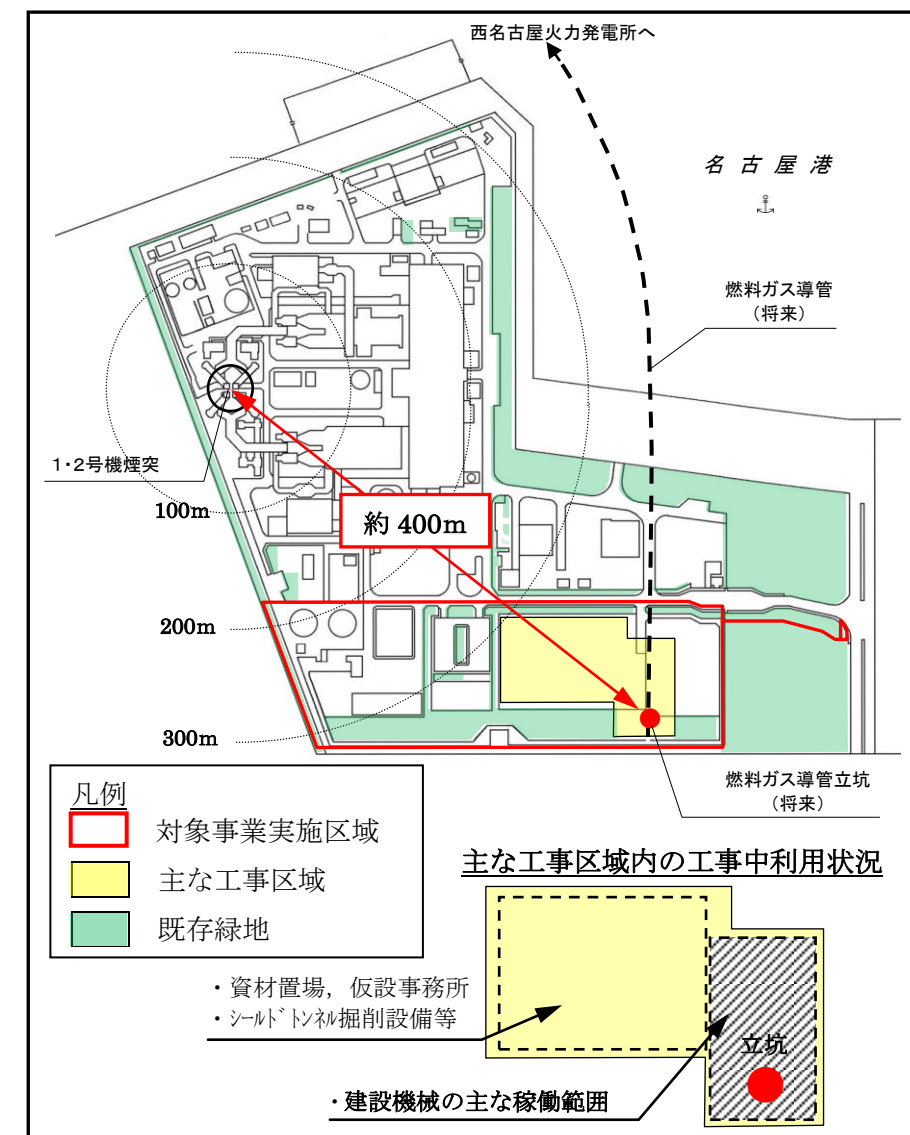 西名古屋火力発電所へ
名古屋港
燃料ガス導管
(将来)
1・2号機煙突
100m
約 400m
200m
300m
燃料ガス導管立坑
(将来)
凡例
対象事業実施区域
主な工事区域
既存緑地
主な工事区域内の工事中利用状況
・資材置場，仮設事務所
・ｼｰﾙﾄﾞﾄﾝﾈﾙ掘削設備等
立坑
・建設機械の主な稼働範囲